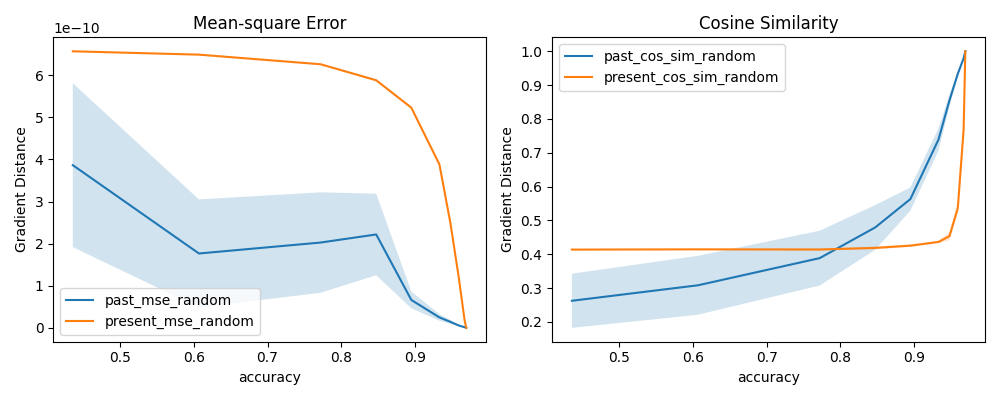 Mean-square Error
1e−10
6
5
4
3
2
1
0
Gradient Distance
past_mse_random
present_mse_random
0.5 0.6 0.7 0.8 0.9
accuracy
Cosine Similarity
1.0
0.9
0.8
0.7
0.6
0.5
0.4
0.3
0.2
Gradient Distance
past_cos_sim_random
present_cos_sim_random
0.5 0.6 0.7 0.8 0.9
accuracy